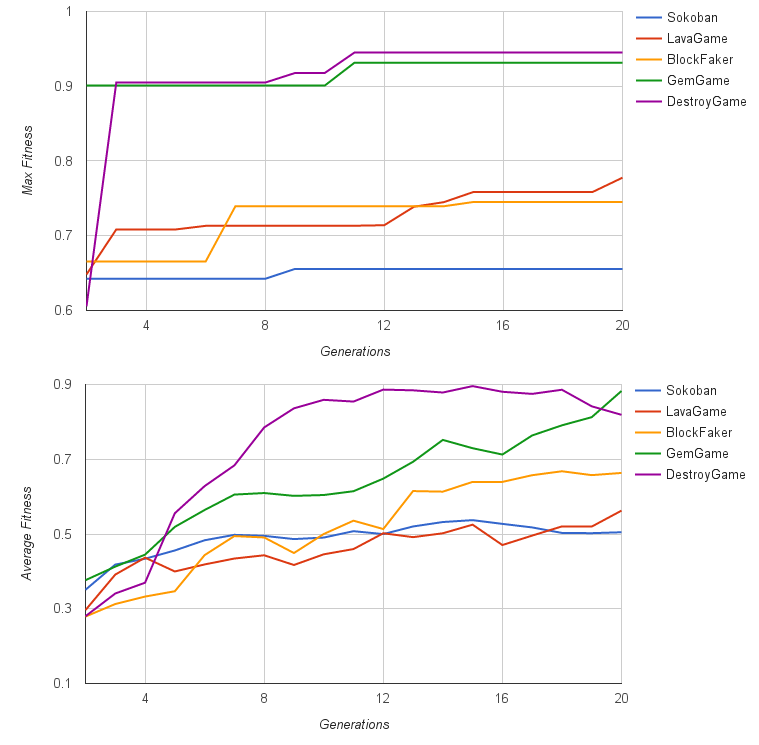 1
Sokoban
LavaGame
BlockFaker
0.9
GemGame
DestroyGame
0.8
Max Fitness
0.7
0.6
4 8 12 16 20
Generations
0.9
Sokoban
LavaGame
BlockFaker
0.7
GemGame
DestroyGame
0.5
Average Fitness
0.3
0.1
4 8 12 16 20
Generations